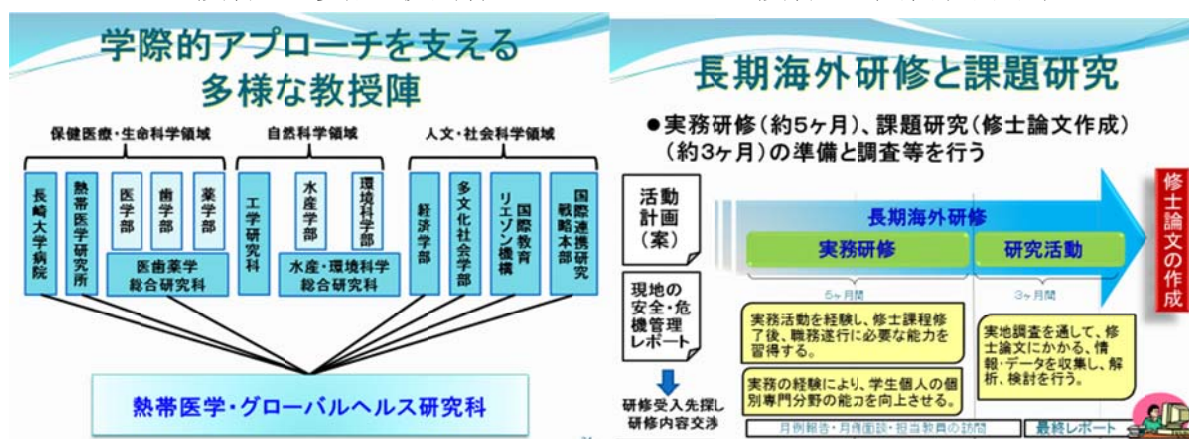 学際的アプローチを支える
多様な教授陣
保健医療・生命科学領域
自然科学領域
人文・社会科学領域
長崎大学病院
熱帯医学研究所
医学部
歯学部
薬学部
医歯薬学
総合研究科
工学研究科
水産学部
環境科学部
水産・環境科学
総合研究科
経済学部
多文化社会学部
国際教育
リエゾン機構
国際連携研究
戦略本部
熱帯医学・グローバルヘルス研究科
長期海外研修と課題研究
●実務研修(約5ヶ月)、課題研究(修士論文作成)
(約3ヶ月)の準備と調査等を行う
活動
計画
(案)
現地の
安全・危
機管理
レポート
研修受入先探し
研修内容交渉
長期海外研修
実務研修
研究活動
5ヶ月間
3ヶ月間
実務活動を経験し、修士課程修
了後、職務遂行に必要な能力を
習得する。
実務の経験により、学生個人の個
別専門分野の能力を向上させる。
実地調査を通して、修
士論文にかかる、情
報・データを収集し、解
析、検討を行う。
月例報告・月例面談・担当教員の訪問
最終レポート
修士論文の作成